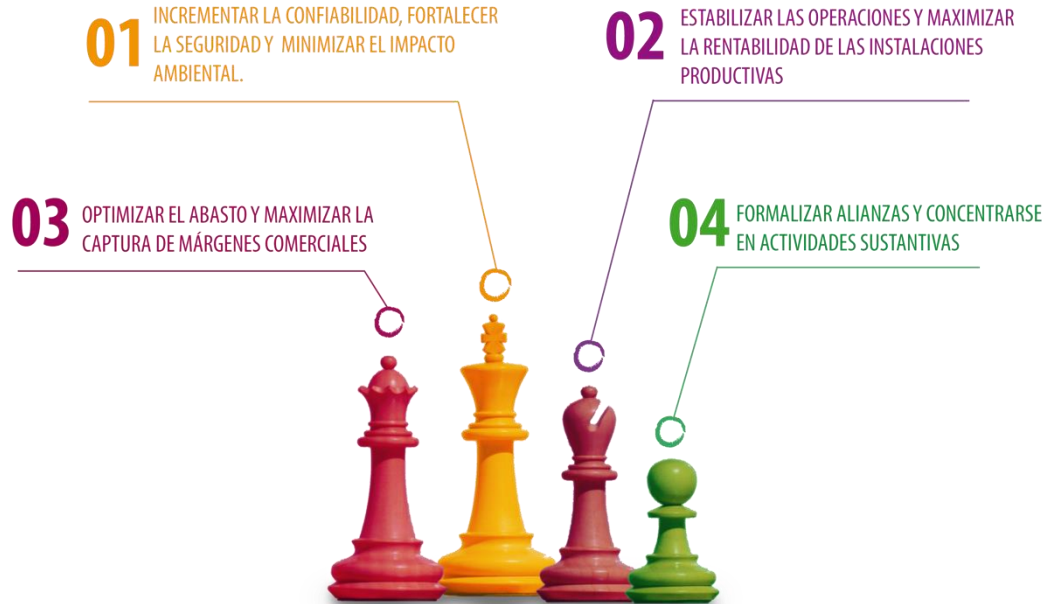 01
INCREMENTAR LA CONFIABILIDAD, FORTALECER
LA SEGURIDAD Y MINIMIZAR EL IMPACTO
AMBIENTAL.
02
ESTABILIZAR LAS OPERACIONES Y MAXIMIZAR
LA RENTABILIDAD DE LAS INSTALACIONES
PRODUCTIVAS
03
OPTIMIZAR EL ABASTO Y MAXIMIZAR LA
CAPTURA DE MÁRGENES COMERCIALES
04
FORMALIZAR ALIANZAS Y CONCENTRARSE
EN ACTIVIDADES SUSTANTIVAS